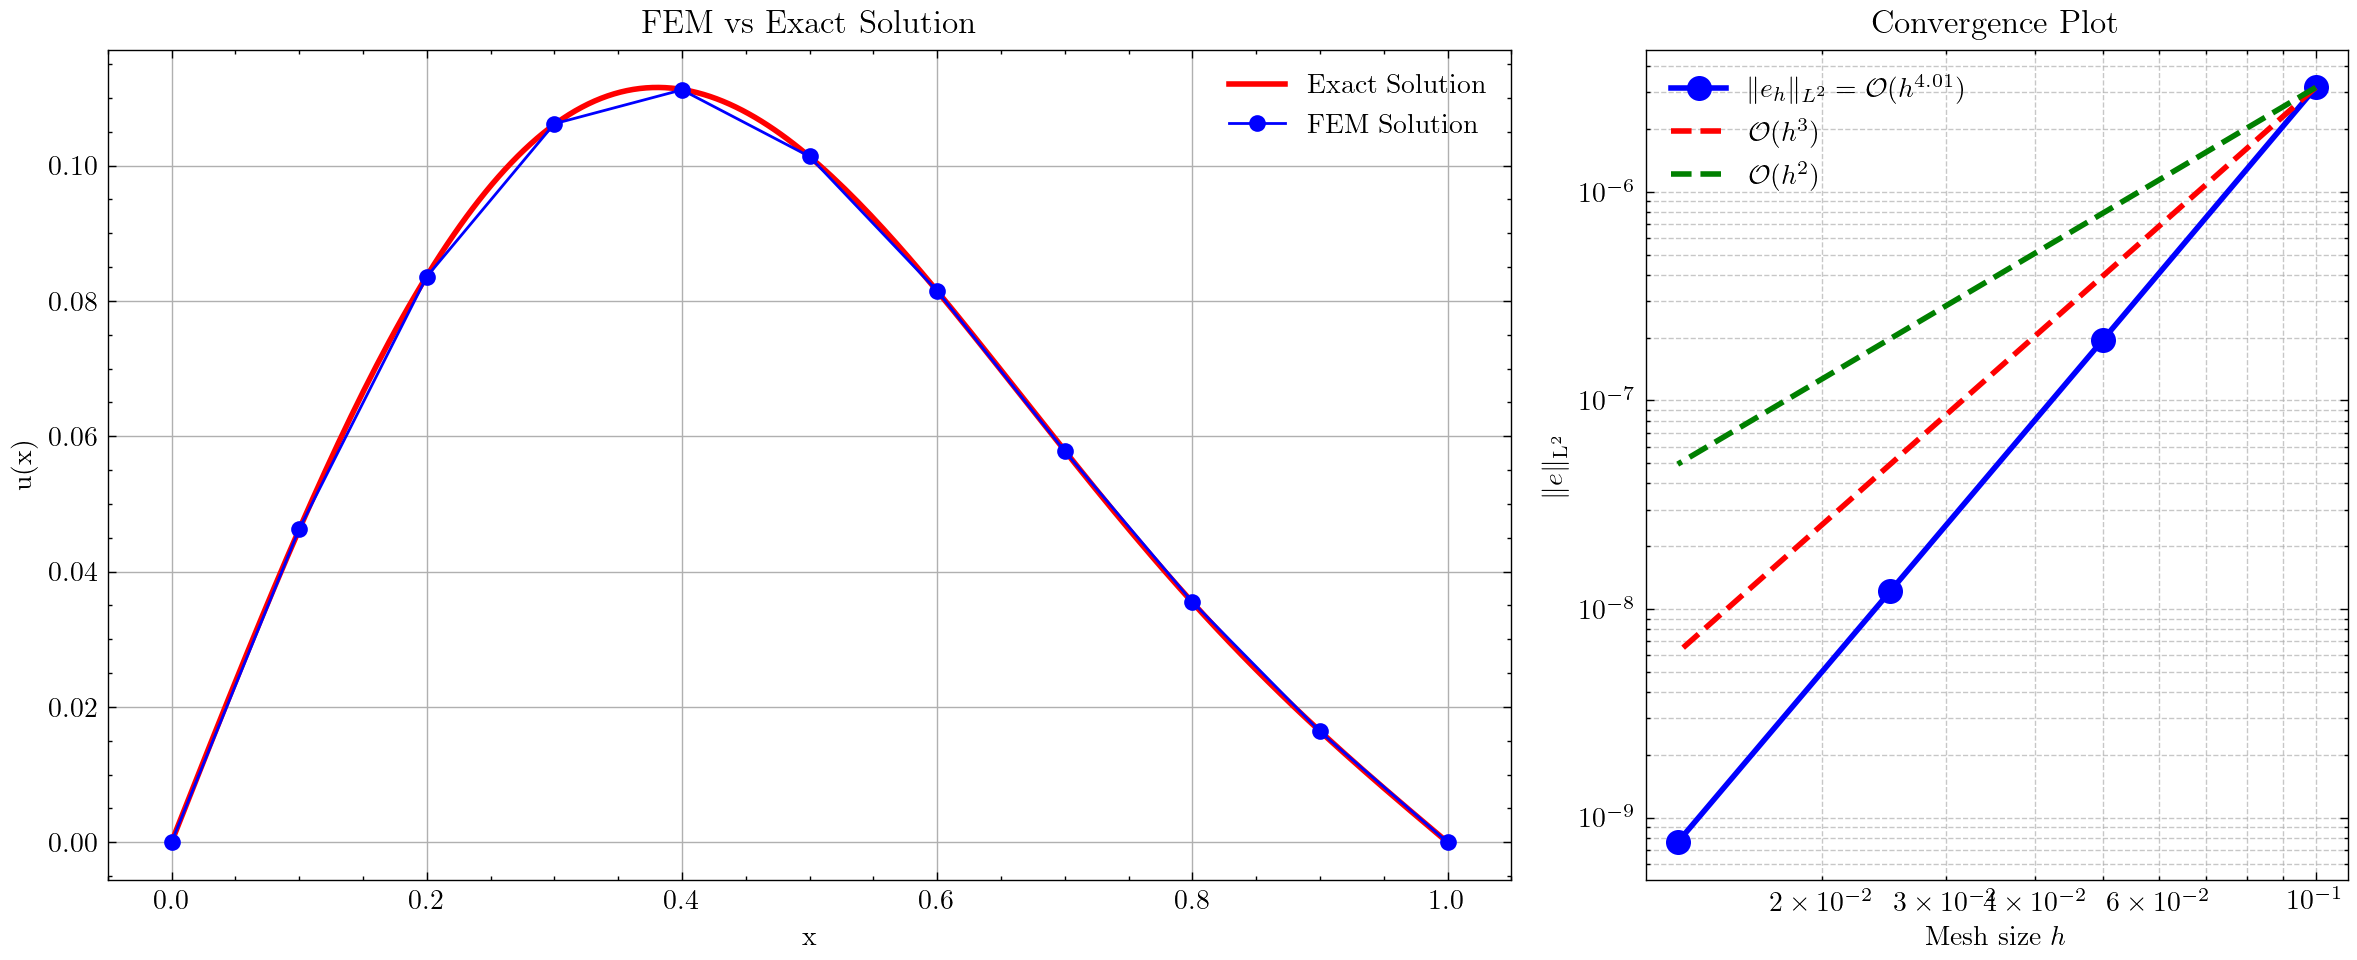 FEM vs Exact Solution
Exact Solution
FEM Solution
u(x)
0.10
0.08
0.06
0.04
0.02
0.00
0.0 0.2 0.4 0.6 0.8 1.0
x
Convergence Plot
‖e_h‖_{L²} = 𝒪(h^{4.01})
𝒪(h³)
𝒪(h²)
‖e‖_{L²}
10⁻⁶
10⁻⁷
10⁻⁸
10⁻⁹
2 × 10⁻² 3 × 10⁻² 4 × 10⁻² 6 × 10⁻² 10⁻¹
Mesh size h